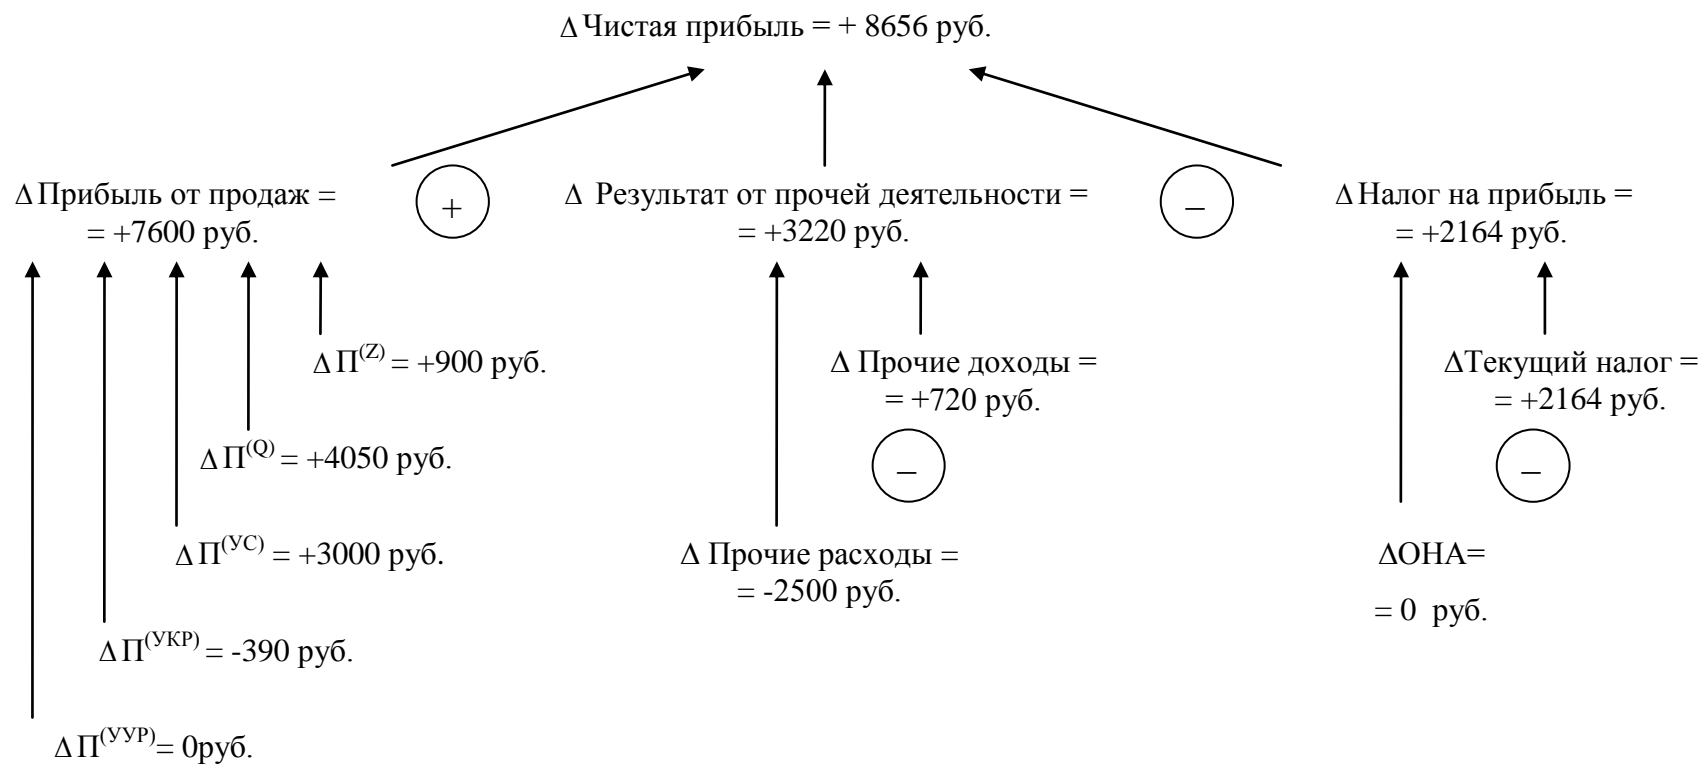 Δ Чистая прибыль = + 8656 руб.
Δ Прибыль от продаж =
= +7600 руб.
+
Δ Результат от прочей деятельности =
= +3220 руб.
–
Δ Налог на прибыль =
= +2164 руб.
Δ П(Z) = +900 руб.
Δ Прочие доходы =
= +720 руб.
ΔТекущий налог =
= +2164 руб.
Δ П(Q) = +4050 руб.
–
–
Δ П(УС) = +3000 руб.
Δ Прочие расходы =
= -2500 руб.
ΔОНА=
= 0 руб.
Δ П(УКР) = -390 руб.
Δ П(УУР)= 0руб.